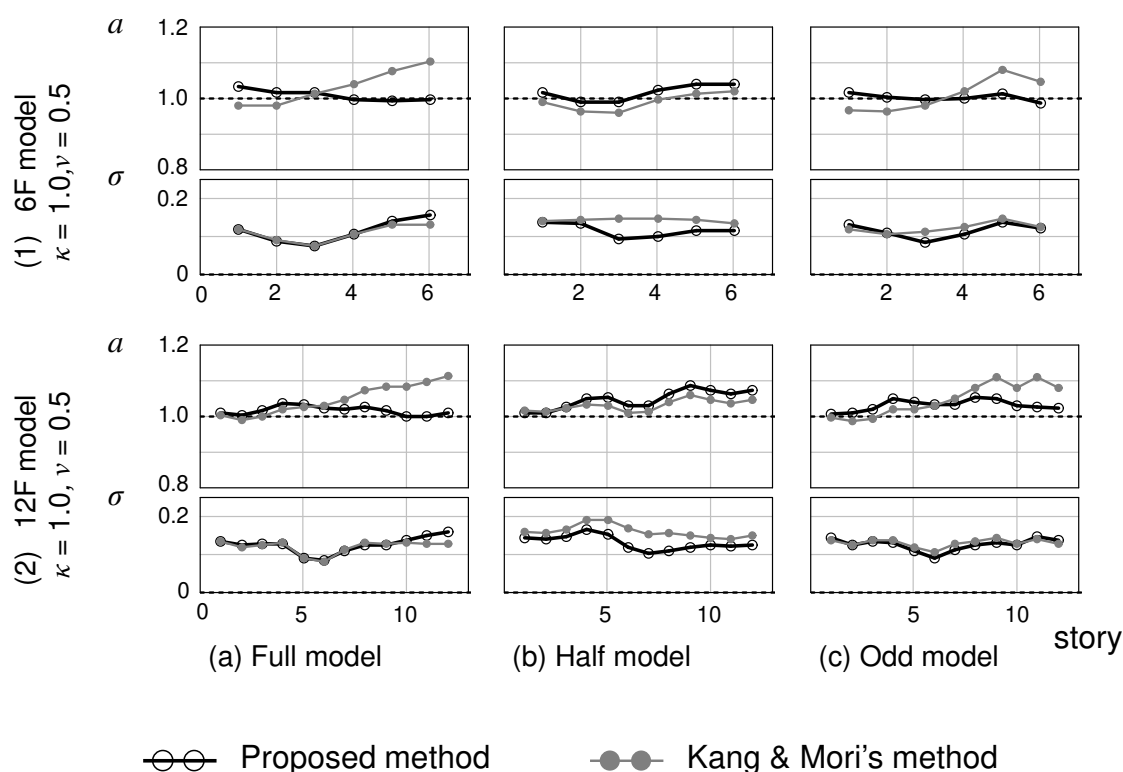 (1) 6F model
κ = 1.0,ν = 0.5
a
1.2
1.0
0.8
σ
0.2
0
0 2 4 6
2 4 6
2 4 6
(2) 12F model
κ = 1.0, ν = 0.5
a
1.2
1.0
0.8
σ
0.2
0
0 5 10
5 10
5 10
story
(a) Full model (b) Half model (c) Odd model
Proposed method Kang & Mori's method